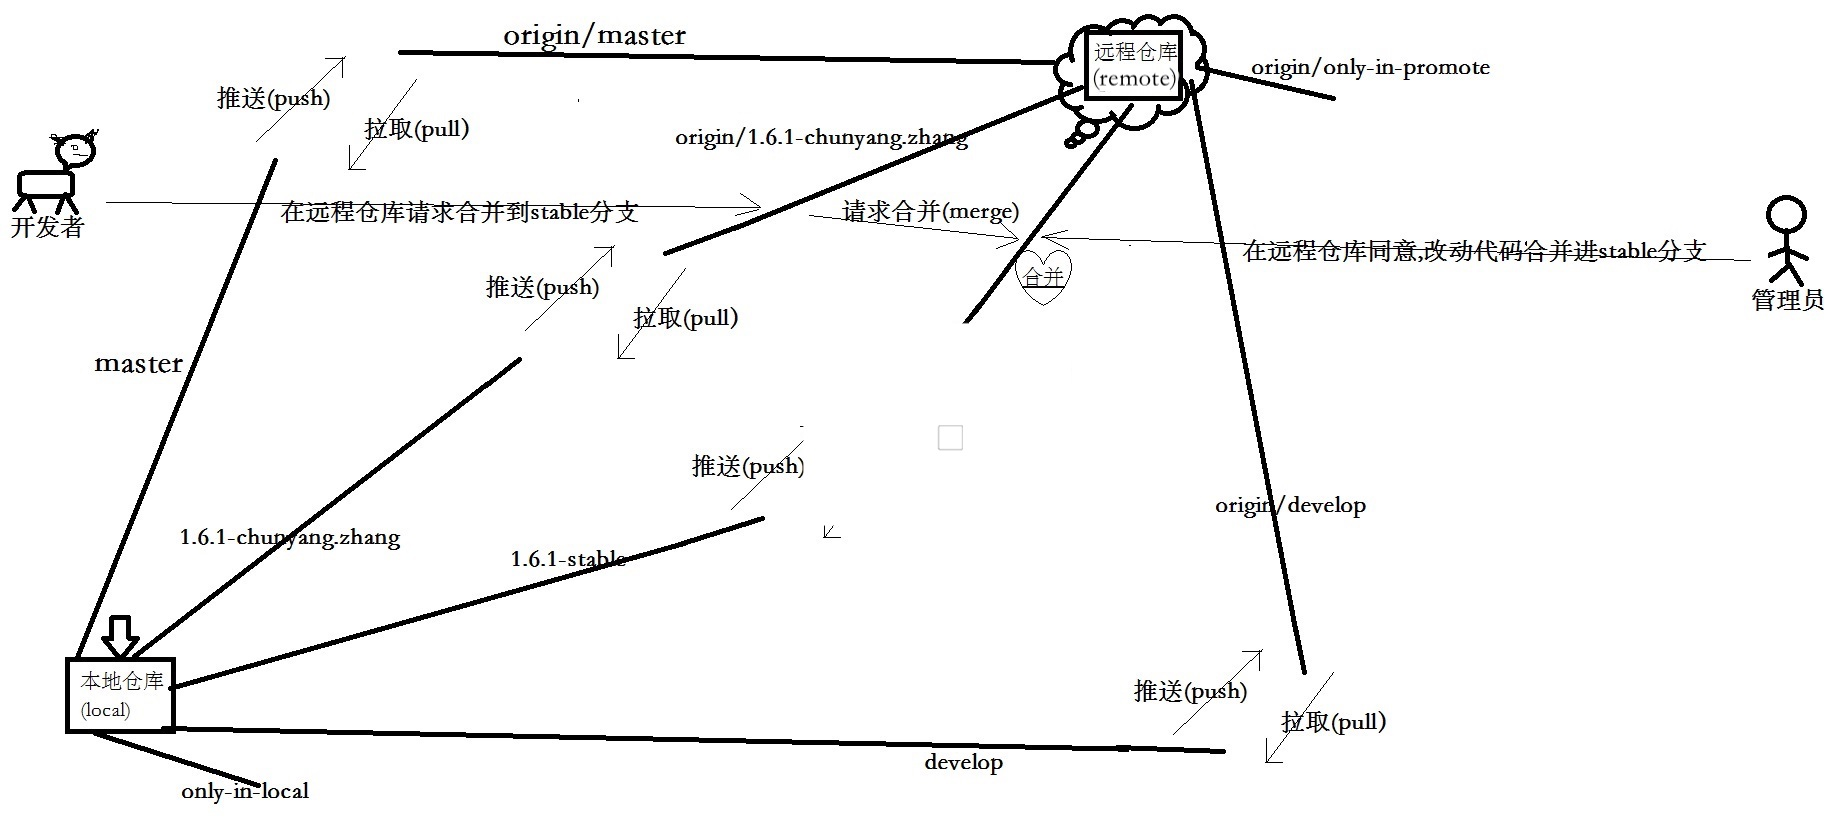 origin/master
远程仓库
(remote)
origin/only-in-promote
推送(push)
拉取(pull)
origin/1.6.1-chunyang.zhang
开发者
在远程仓库请求合并到stable分支
请求合并(merge)
在远程仓库同意,改动代码合并进stable分支
合并
管理员
推送(push)
拉取(pull)
master
推送(push)
origin/develop
1.6.1-chunyang.zhang
1.6.1-stable
本地仓库
(local)
推送(push)
拉取(pull)
develop
only-in-local